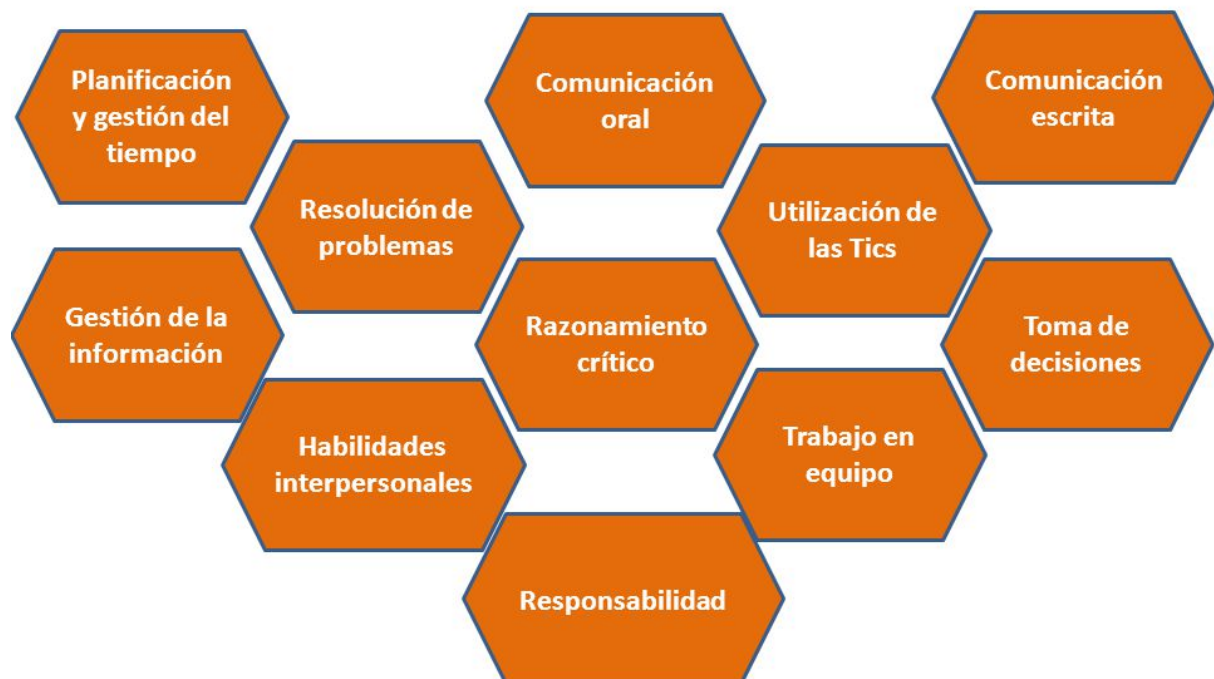 Planificación
y gestión del
tiempo
Comunicación
oral
Comunicación
escrita
Resolución de
problemas
Utilización de
las Tics
Gestión de la
información
Razonamiento
crítico
Toma de
decisiones
Habilidades
interpersonales
Trabajo en
equipo
Responsabilidad